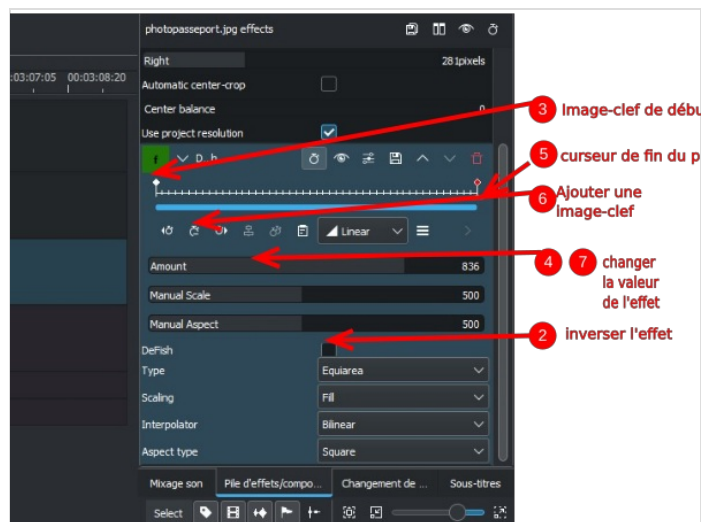 photopasseport.jpg effects
Right 281pixels
:03:07:05 00:03:08:20
Automatic center-crop
Center balance
Use project resolution
3 Image-clef de débu
f
5 curseur de fin du p
6 Ajouter une
image-clef
Linear
Amount 836
4 7 changer
la valeur
de l'effet
Manual Scale 500
Manual Aspect 500
2 inverser l'effet
DeFish
Type Equiarea
Scaling Fill
Interpolator Bilinear
Aspect type Square
Mixage son Pile d'effets/compo... Changement de ... Sous-titres
Select